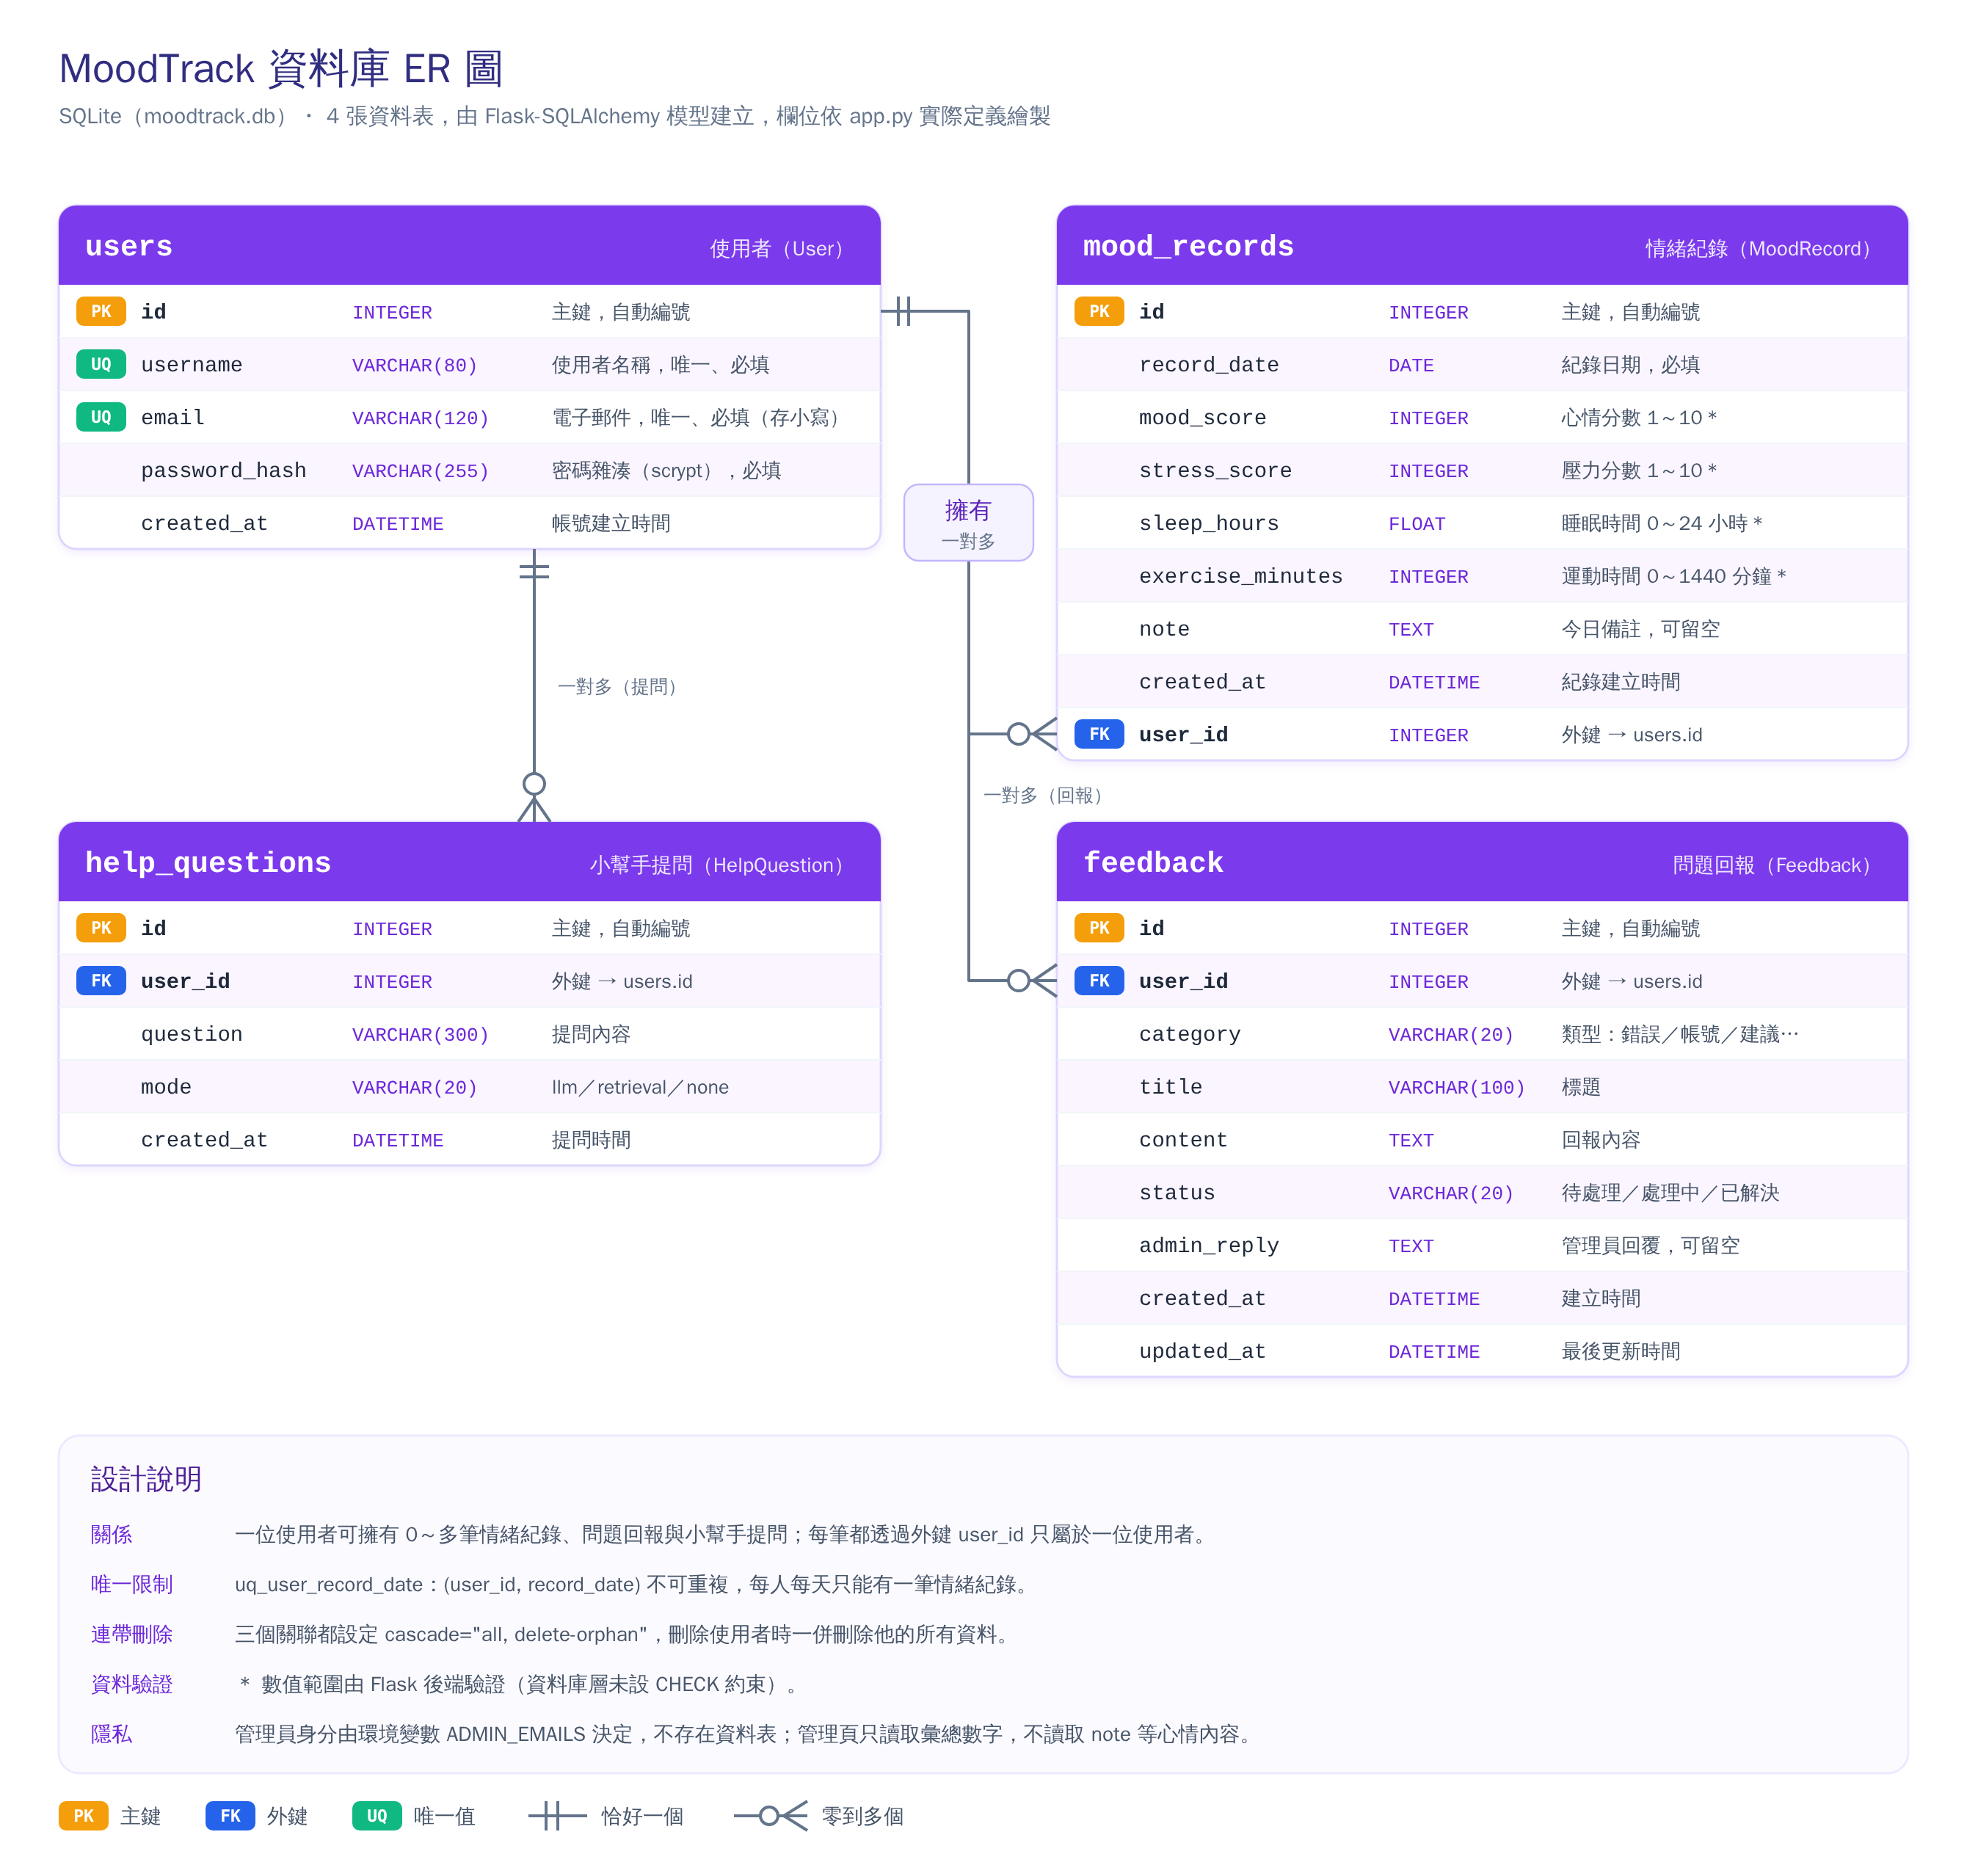 MoodTrack 資料庫 ER 圖
SQLite（moodtrack.db）・ 4 張資料表，由 Flask-SQLAlchemy 模型建立，欄位依 app.py 實際定義繪製
users 使用者（User）
PK id INTEGER 主鍵，自動編號
UQ username VARCHAR(80) 使用者名稱，唯一、必填
UQ email VARCHAR(120) 電子郵件，唯一、必填（存小寫）
password_hash VARCHAR(255) 密碼雜湊（scrypt），必填
created_at DATETIME 帳號建立時間
擁有
一對多
mood_records 情緒紀錄（MoodRecord）
PK id INTEGER 主鍵，自動編號
record_date DATE 紀錄日期，必填
mood_score INTEGER 心情分數 1～10 *
stress_score INTEGER 壓力分數 1～10 *
sleep_hours FLOAT 睡眠時間 0～24 小時 *
exercise_minutes INTEGER 運動時間 0～1440 分鐘 *
note TEXT 今日備註，可留空
created_at DATETIME 紀錄建立時間
FK user_id INTEGER 外鍵 → users.id
一對多（提問）
一對多（回報）
help_questions 小幫手提問（HelpQuestion）
PK id INTEGER 主鍵，自動編號
FK user_id INTEGER 外鍵 → users.id
question VARCHAR(300) 提問內容
mode VARCHAR(20) llm／retrieval／none
created_at DATETIME 提問時間
feedback 問題回報（Feedback）
PK id INTEGER 主鍵，自動編號
FK user_id INTEGER 外鍵 → users.id
category VARCHAR(20) 類型：錯誤／帳號／建議…
title VARCHAR(100) 標題
content TEXT 回報內容
status VARCHAR(20) 待處理／處理中／已解決
admin_reply TEXT 管理員回覆，可留空
created_at DATETIME 建立時間
updated_at DATETIME 最後更新時間
設計說明
關係 一位使用者可擁有 0～多筆情緒紀錄、問題回報與小幫手提問；每筆都透過外鍵 user_id 只屬於一位使用者。
唯一限制 uq_user_record_date：(user_id, record_date) 不可重複，每人每天只能有一筆情緒紀錄。
連帶刪除 三個關聯都設定 cascade="all, delete-orphan"，刪除使用者時一併刪除他的所有資料。
資料驗證 ＊ 數值範圍由 Flask 後端驗證（資料庫層未設 CHECK 約束）。
隱私 管理員身分由環境變數 ADMIN_EMAILS 決定，不存在資料表；管理頁只讀取彙總數字，不讀取 note 等心情內容。
PK 主鍵 FK 外鍵 UQ 唯一值 恰好一個 零到多個